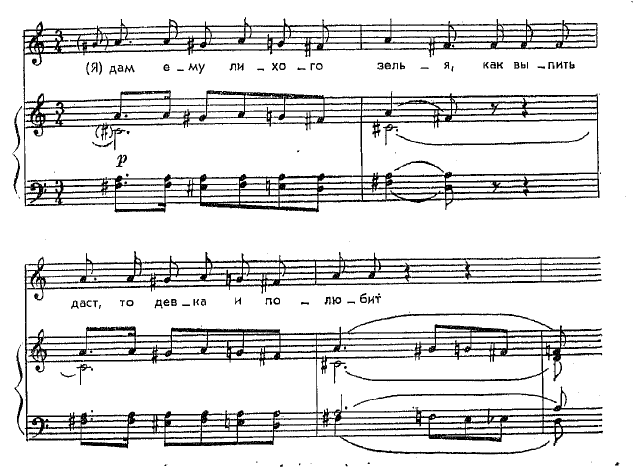 (Я) дам е-му ли-хо-го зель-я, как вы-пить
p
даст, то дев-ка и по-лю-бит